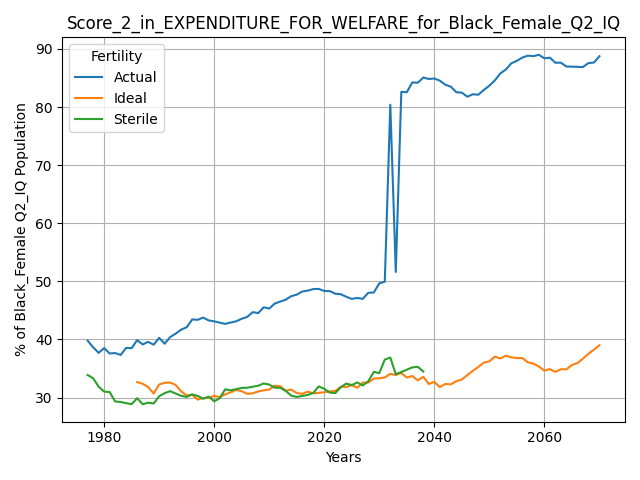 Score_2_in_EXPENDITURE_FOR_WELFARE_for_Black_Female_Q2_IQ
% of Black_Female Q2_IQ Population
90
80
70
60
50
40
30
Fertility
Actual
Ideal
Sterile
1980
2000
2020
2040
2060
Years